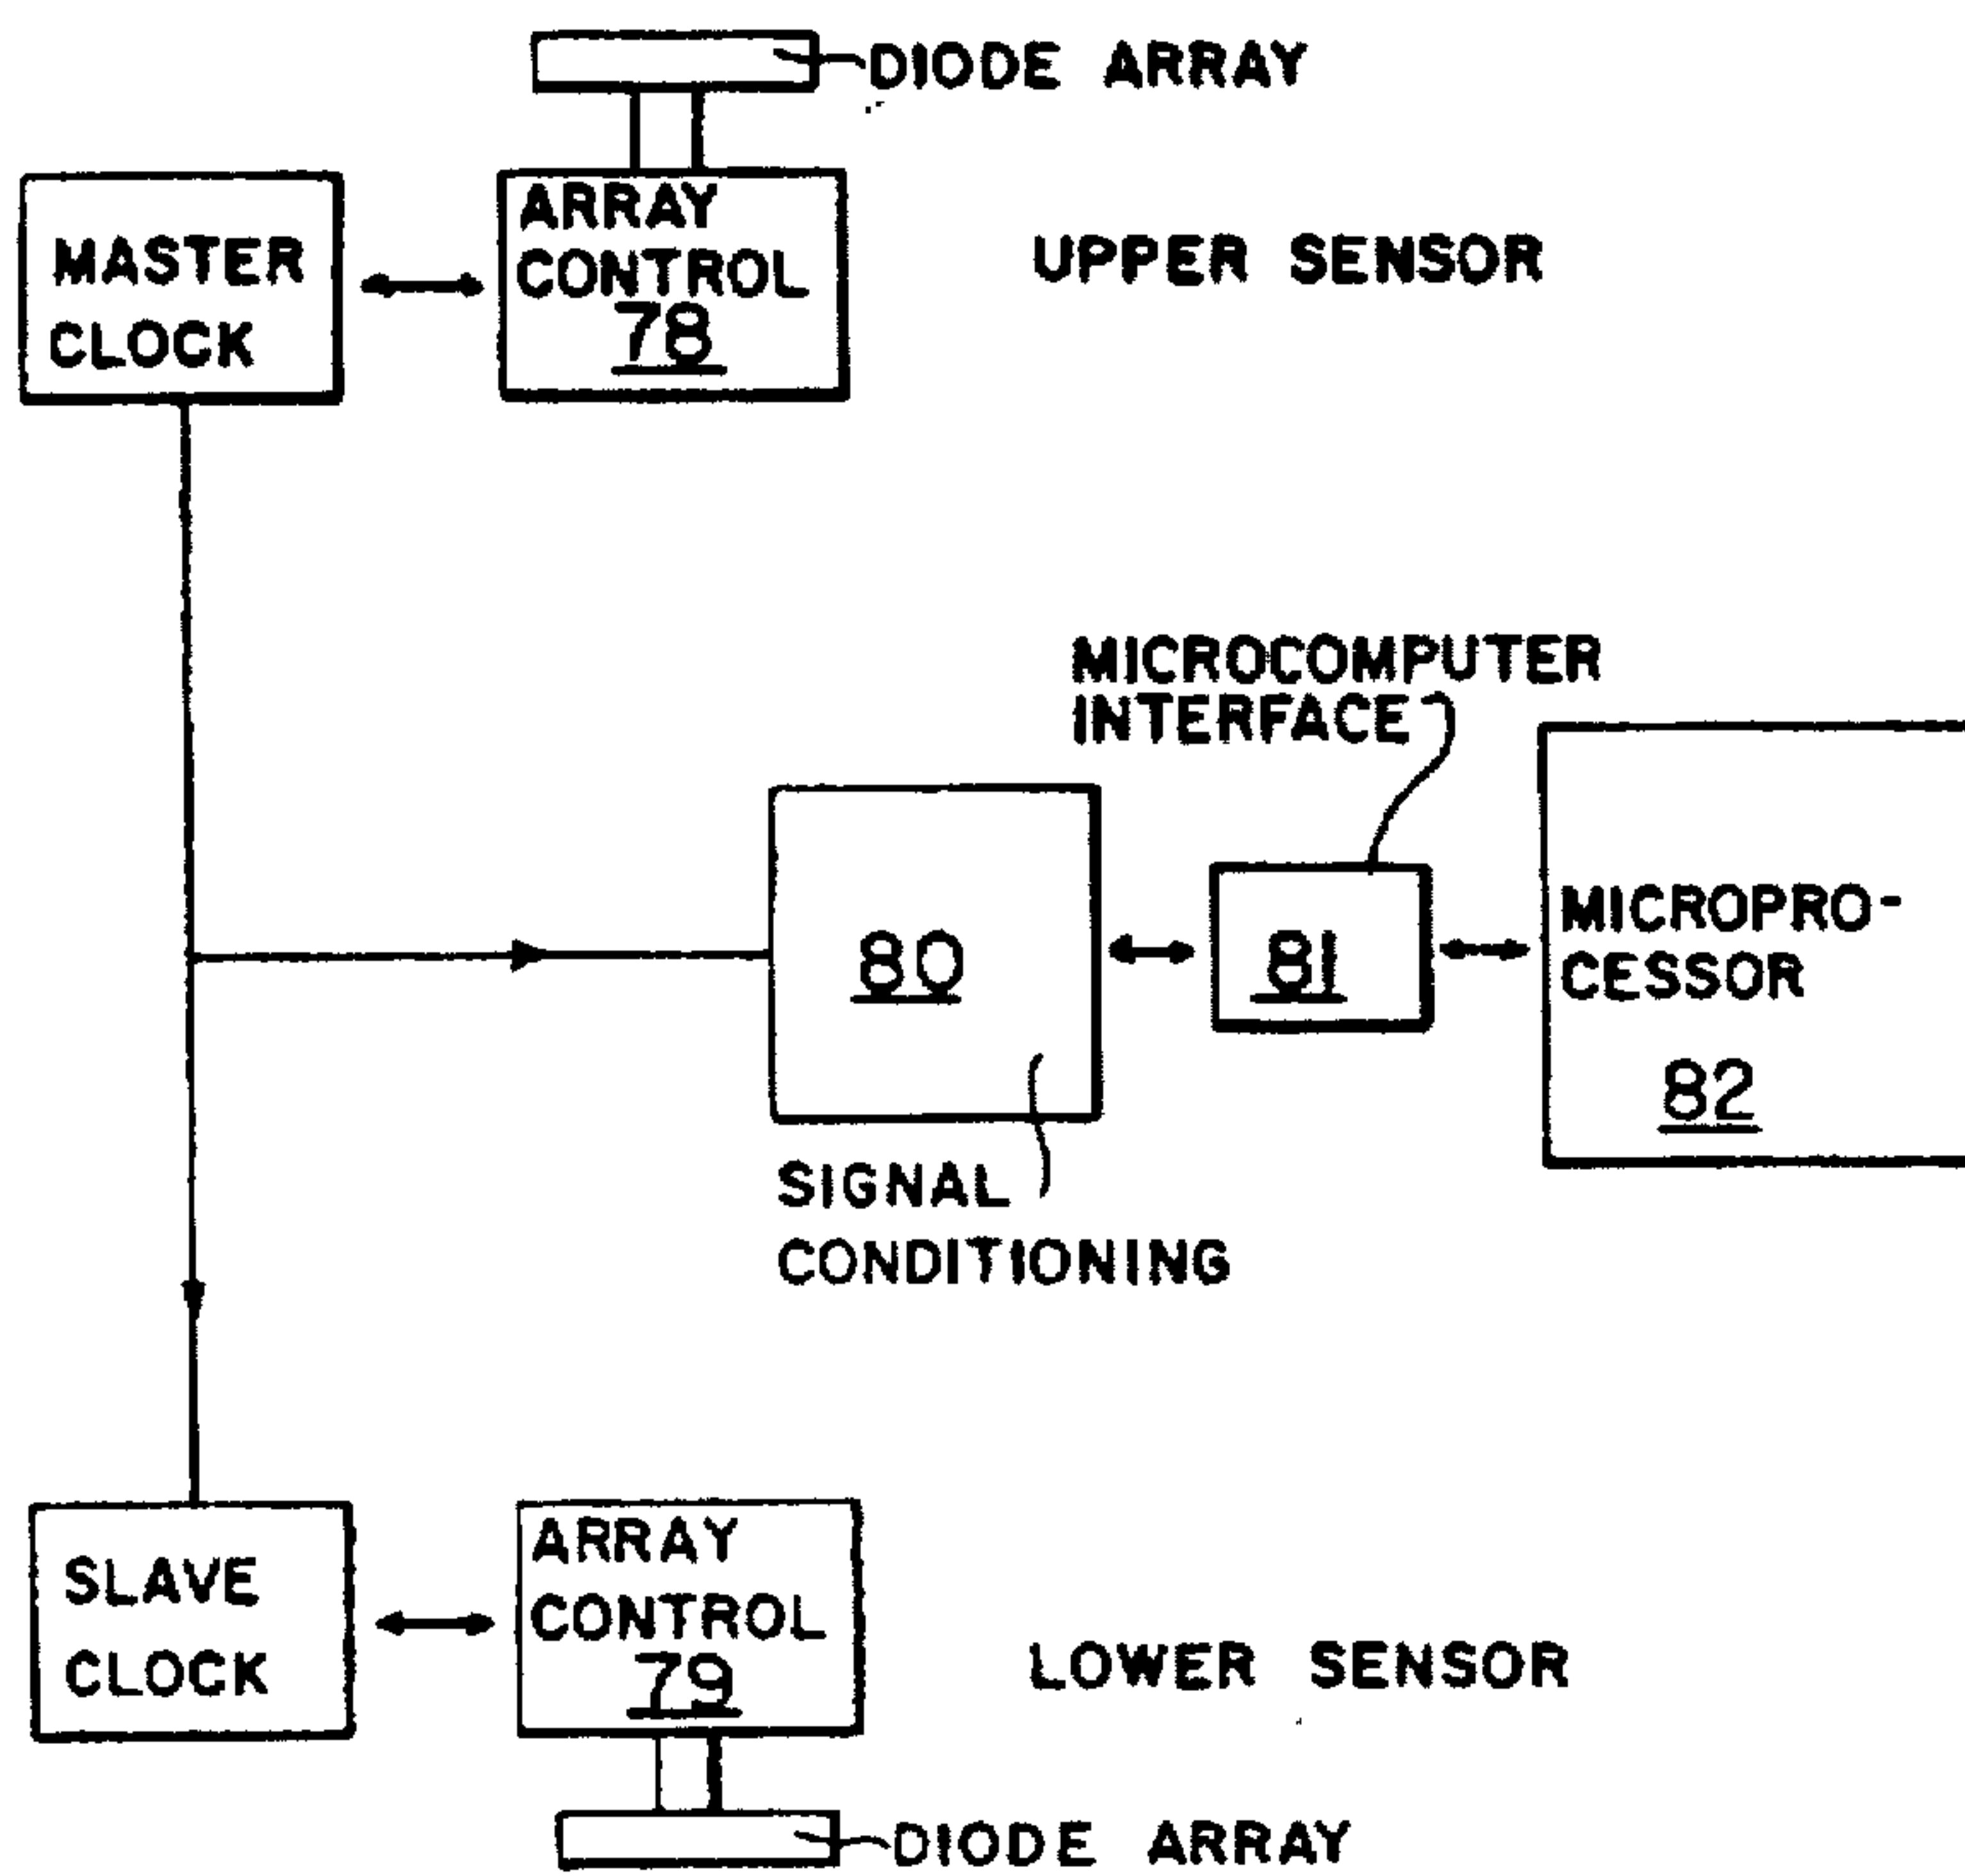 DIODE ARRAY
MASTER
CLOCK
ARRAY
CONTROL
78
UPPER SENSOR
MICROCOMPUTER
INTERFACE
80
81
MICROPRO-
CESSOR
82
SIGNAL
CONDITIONING
SLAVE
CLOCK
ARRAY
CONTROL
79
LOWER SENSOR
DIODE ARRAY